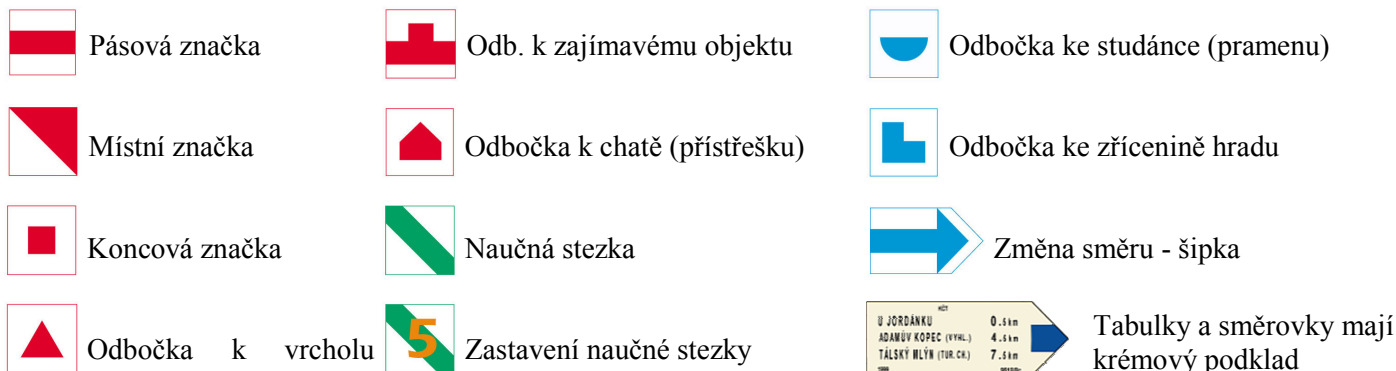 Pásová značka
Odb. k zajímavému objektu
Odbočka ke studánce (pramenu)
Místní značka
Odbočka k chatě (přístřešku)
Odbočka ke zřícenině hradu
Koncová značka
Naučná stezka
Změna směru - šipka
Odbočka k vrcholu
5
Zastavení naučné stezky
KČT
U JORDÁNKU 0.5km
ADAMŮV KOPEC (VYHL.) 4.5km
TÁLSKÝ MLÝN (TUR.CH.) 7.5km
Tabulky a směrovky mají
krémový podklad